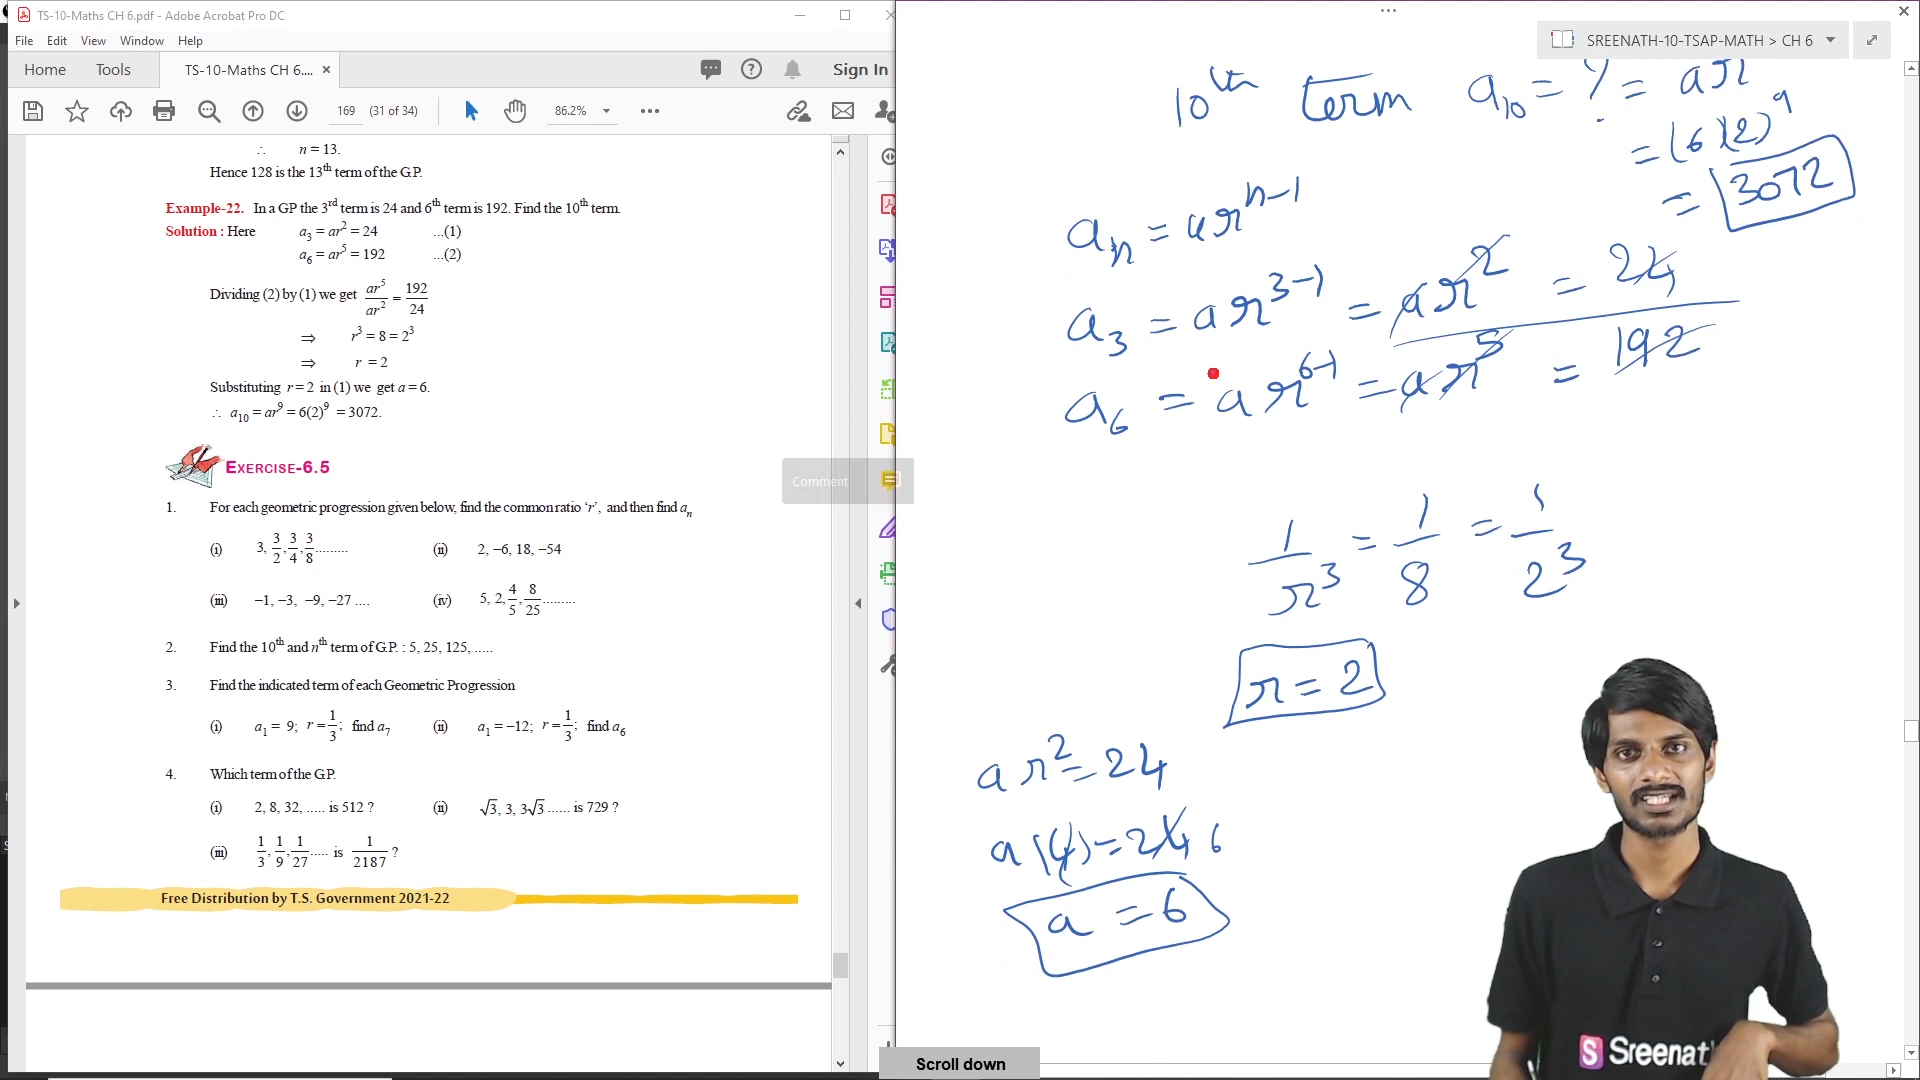 TS-10-Maths CH 6.pdf - Adobe Acrobat Pro DC
File Edit View Window Help
Home Tools TS-10-Maths CH 6.... × Sign In
169 (31 of 34) 86.2%
∴ n = 13.
Hence 128 is the 13th term of the G.P.
Example-22. In a GP the 3rd term is 24 and 6th term is 192. Find the 10th term.
Solution : Here a₃ = ar² = 24 ...(1)
a₆ = ar⁵ = 192 ...(2)
Dividing (2) by (1) we get ar⁵/ar² = 192/24
⇒ r³ = 8 = 2³
⇒ r = 2
Substituting r = 2 in (1) we get a = 6.
∴ a₁₀ = ar⁹ = 6(2)⁹ = 3072.
EXERCISE-6.5
1. For each geometric progression given below, find the common ratio ‘r’, and then find aₙ
(i) 3, 3/2, 3/4, 3/8......... (ii) 2, −6, 18, −54
(iii) −1, −3, −9, −27 .... (iv) 5, 2, 4/5, 8/25.........
2. Find the 10th and nth term of G.P. : 5, 25, 125, .....
3. Find the indicated term of each Geometric Progression
(i) a₁ = 9; r = 1/3; find a₇ (ii) a₁ = −12; r = 1/3; find a₆
4. Which term of the G.P.
(i) 2, 8, 32, ..... is 512 ? (ii) √3, 3, 3√3 ...... is 729 ?
(iii) 1/3, 1/9, 1/27 ..... is 1/2187 ?
Free Distribution by T.S. Government 2021-22
Comment
SREENATH-10-TSAP-MATH > CH 6
10th term a₁₀ = ? = ar⁹
= (6)(2)⁹
= 3072
aₙ = arⁿ⁻¹
a₃ = ar³⁻¹ = ar² = 24
a₆ = ar⁶⁻¹ = ar⁵ = 192
1/r³ = 1/8 = 1/2³
r = 2
ar² = 24
a(4) = 24 6
a = 6
Scroll down
S Sreenat